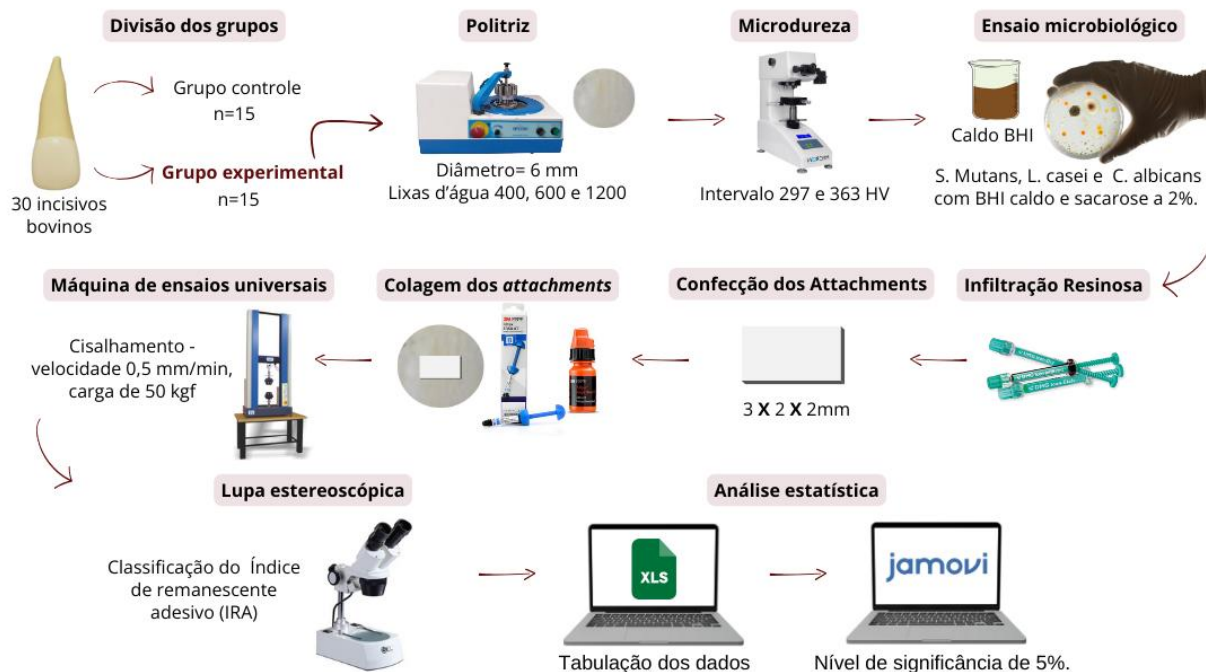 Divisão dos grupos
Grupo controle
n=15
Grupo experimental
n=15
30 incisivos
bovinos
Politriz
Diâmetro= 6 mm
Lixas d'água 400, 600 e 1200
Microdureza
Intervalo 297 e 363 HV
Ensaio microbiológico
Caldo BHI
S. Mutans, L. casei e C. albicans
com BHI caldo e sacarose a 2%.
Infiltração Resinosa
Confecção dos Attachments
3 X 2 X 2mm
Colagem dos attachments
Máquina de ensaios universais
Cisalhamento -
velocidade 0,5 mm/min,
carga de 50 kgf
Lupa estereoscópica
Classificação do Índice
de remanescente
adesivo (IRA)
Análise estatística
XLS
Tabulação dos dados
jamovi
Nível de significância de 5%.